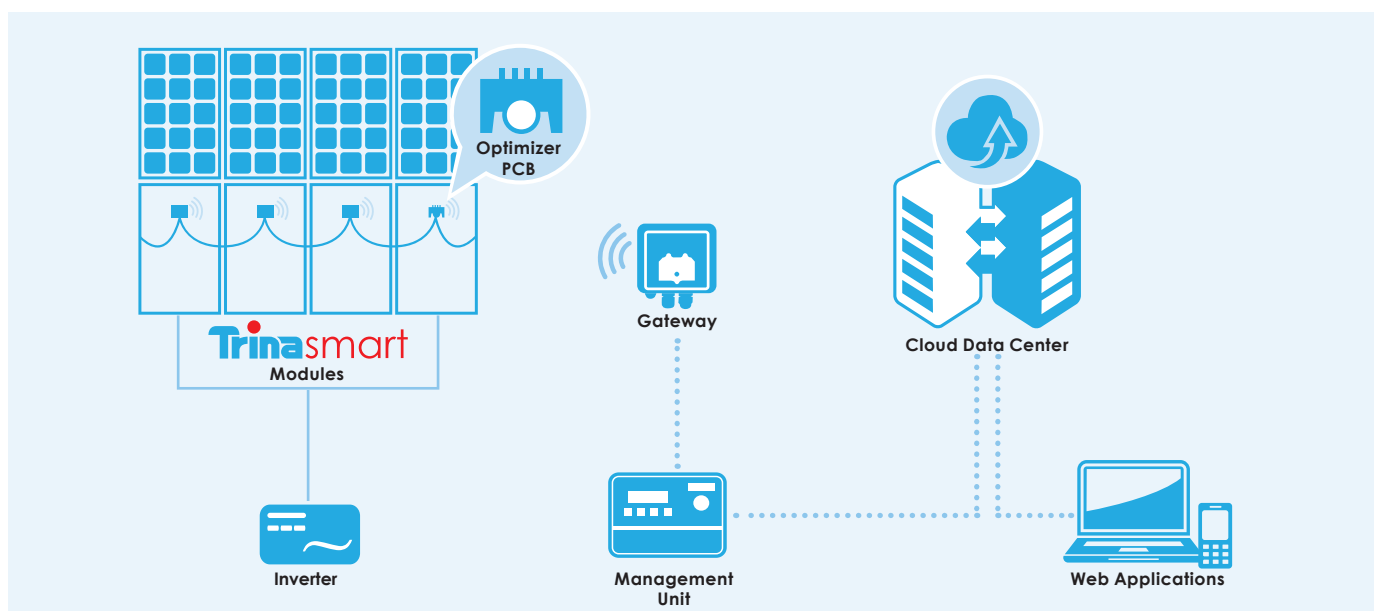 Optimizer
PCB
Trinasmart
Modules
Gateway
Cloud Data Center
Inverter
Management
Unit
Web Applications